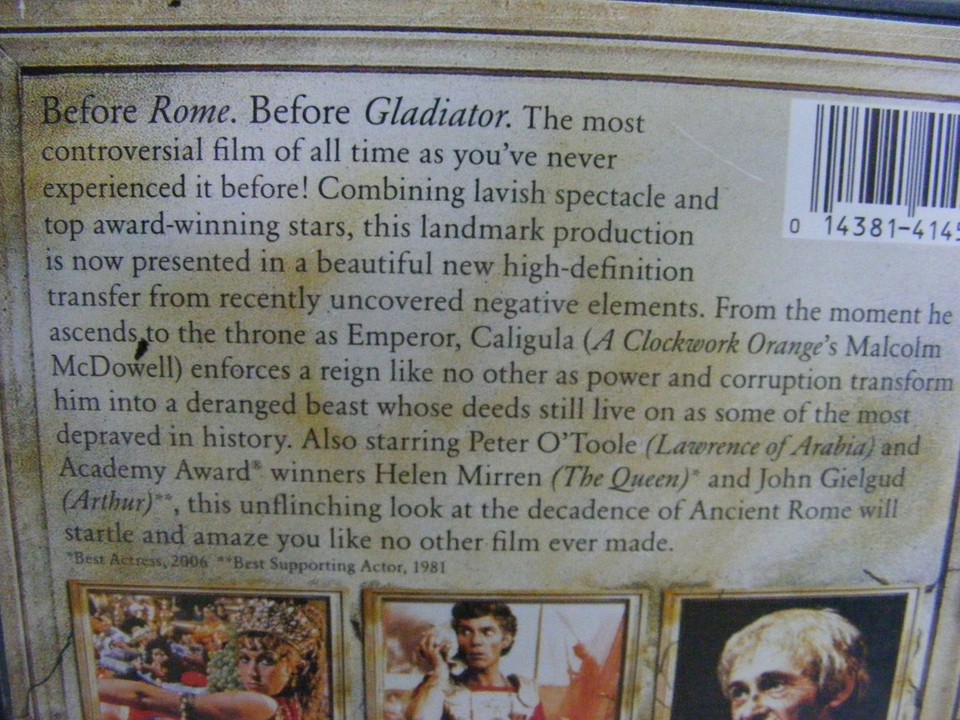 Before Rome. Before Gladiator. The most
controversial film of all time as you've never
experienced it before! Combining lavish spectacle and
top award-winning stars, this landmark production
is now presented in a beautiful new high-definition
transfer from recently uncovered negative elements. From the moment he
ascends to the throne as Emperor, Caligula (A Clockwork Orange's Malcolm
McDowell) enforces a reign like no other as power and corruption transform
him into a deranged beast whose deeds still live on as some of the most
depraved in history. Also starring Peter O'Toole (Lawrence of Arabia) and
Academy Award® winners Helen Mirren (The Queen)* and John Gielgud
(Arthur)**, this unflinching look at the decadence of Ancient Rome will
startle and amaze you like no other film ever made.
*Best Actress, 2006 **Best Supporting Actor, 1981
0 14381-4145